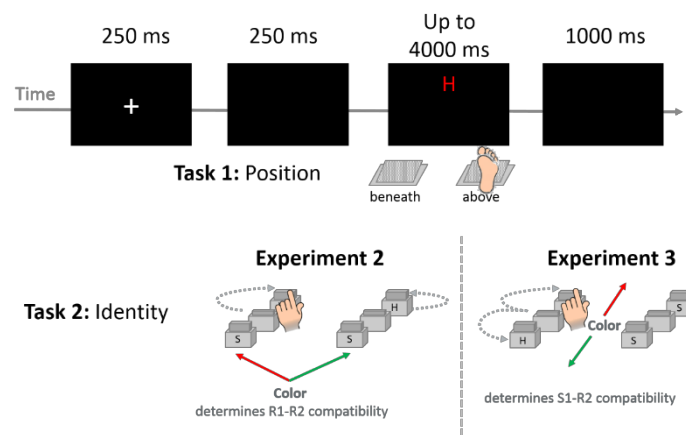 250 ms 250 ms Up to 4000 ms 1000 ms
Time + H
Task 1: Position
beneath above
Experiment 2 Experiment 3
Task 2: Identity
H S
S S H
Color
Color
determines R1-R2 compatibility
determines S1-R2 compatibility